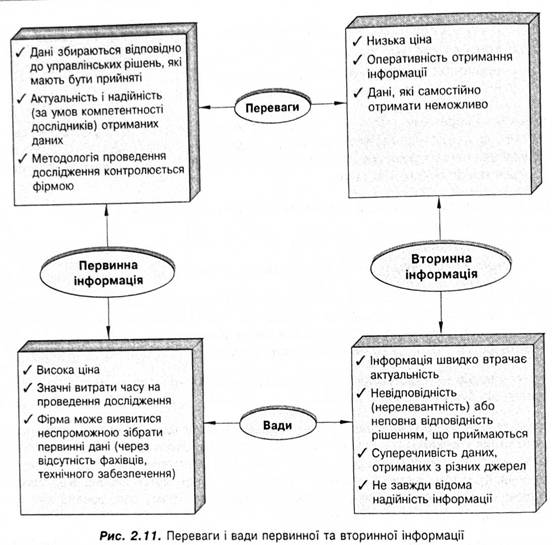 ✓ Дані збираються відповідно
до управлінських рішень, які
мають бути прийняті
✓ Актуальність і надійність
(за умов компетентності
дослідників) отриманих
даних
✓ Методологія проведення
дослідження контролюється
фірмою
Переваги
✓ Низька ціна
✓ Оперативність отримання
інформації
✓ Дані, які самостійно
отримати неможливо
Первинна
інформація
Вторинна
інформація
✓ Висока ціна
✓ Значні витрати часу на
проведення дослідження
✓ Фірма може виявитися
неспроможною зібрати
первинні дані (через
відсутність фахівців,
технічного забезпечення)
Вади
✓ Інформація швидко втрачає
актуальність
✓ Невідповідність
(нерелевантність) або
неповна відповідність
рішенням, що приймаються
✓ Суперечливість даних,
отриманих з різних джерел
✓ Не завжди відома
надійність інформації
Рис. 2.11. Переваги і вади первинної та вторинної інформації